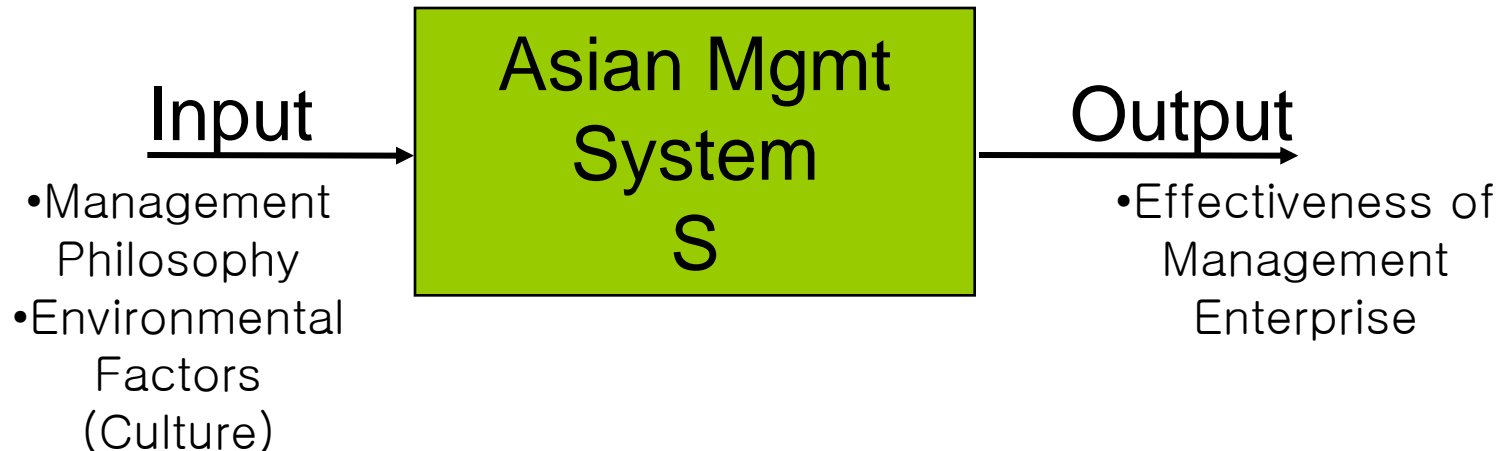 Input
•Management
Philosophy
•Environmental
Factors
(Culture)
Asian Mgmt
System
S
Output
•Effectiveness of
Management
Enterprise